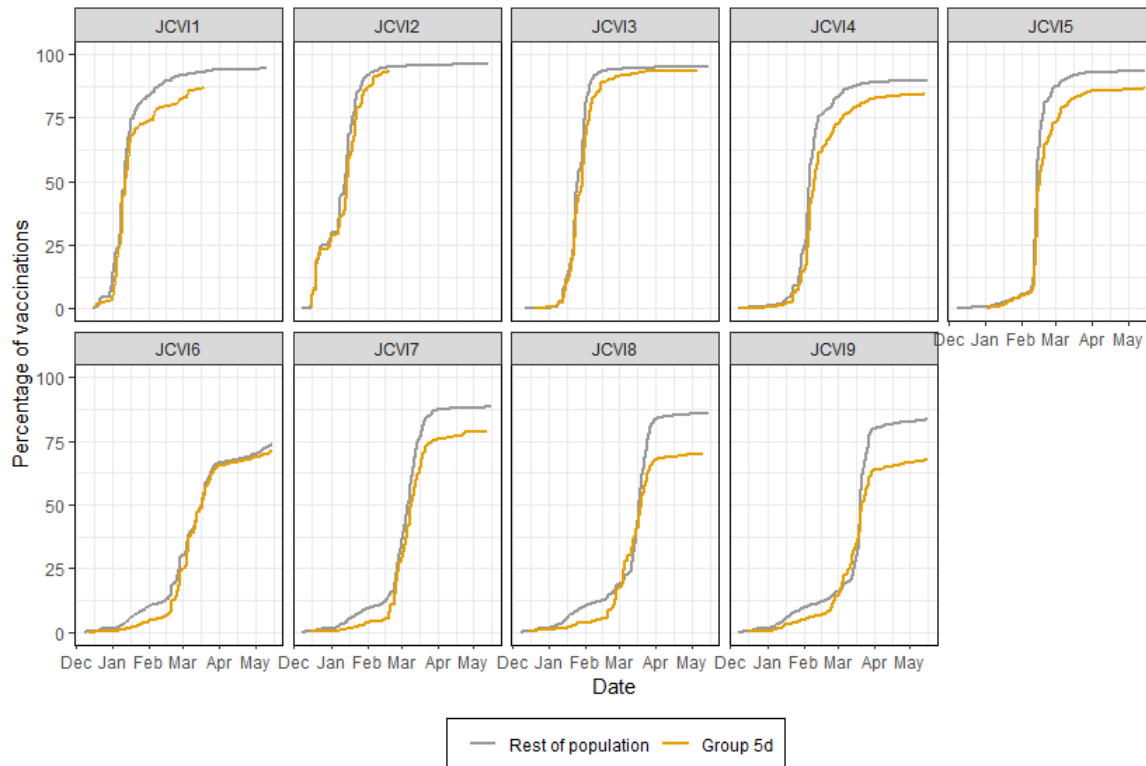 JCVI1 JCVI2 JCVI3 JCVI4 JCVI5
100
75
50
25
0
Dec Jan Feb Mar Apr May
JCVI6 JCVI7 JCVI8 JCVI9
100
75
50
25
0
Dec Jan Feb Mar Apr May Dec Jan Feb Mar Apr May Dec Jan Feb Mar Apr May Dec Jan Feb Mar Apr May
Percentage of vaccinations
Date
Rest of population Group 5d